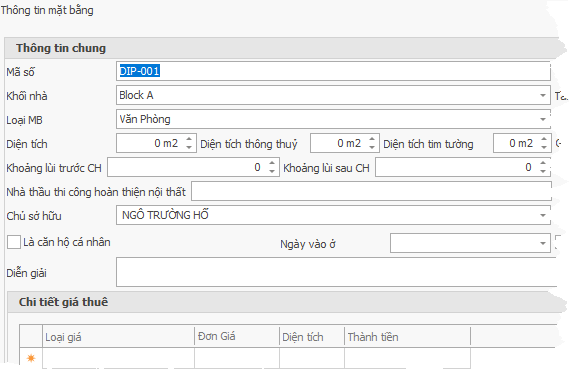 Thông tin mặt bằng
Thông tin chung
Mã số DIP-001
Khối nhà Block A
Loại MB Văn Phòng
Diện tích 0 m2 Diện tích thông thuỷ 0 m2 Diện tích tim tường 0 m2
Khoảng lùi trước CH 0 Khoảng lùi sau CH 0
Nhà thầu thi công hoàn thiện nội thất
Chủ sở hữu NGÔ TRƯỜNG HỔ
Là căn hộ cá nhân Ngày vào ở
Diễn giải
Chi tiết giá thuê
Loại giá Đơn Giá Diện tích Thành tiền